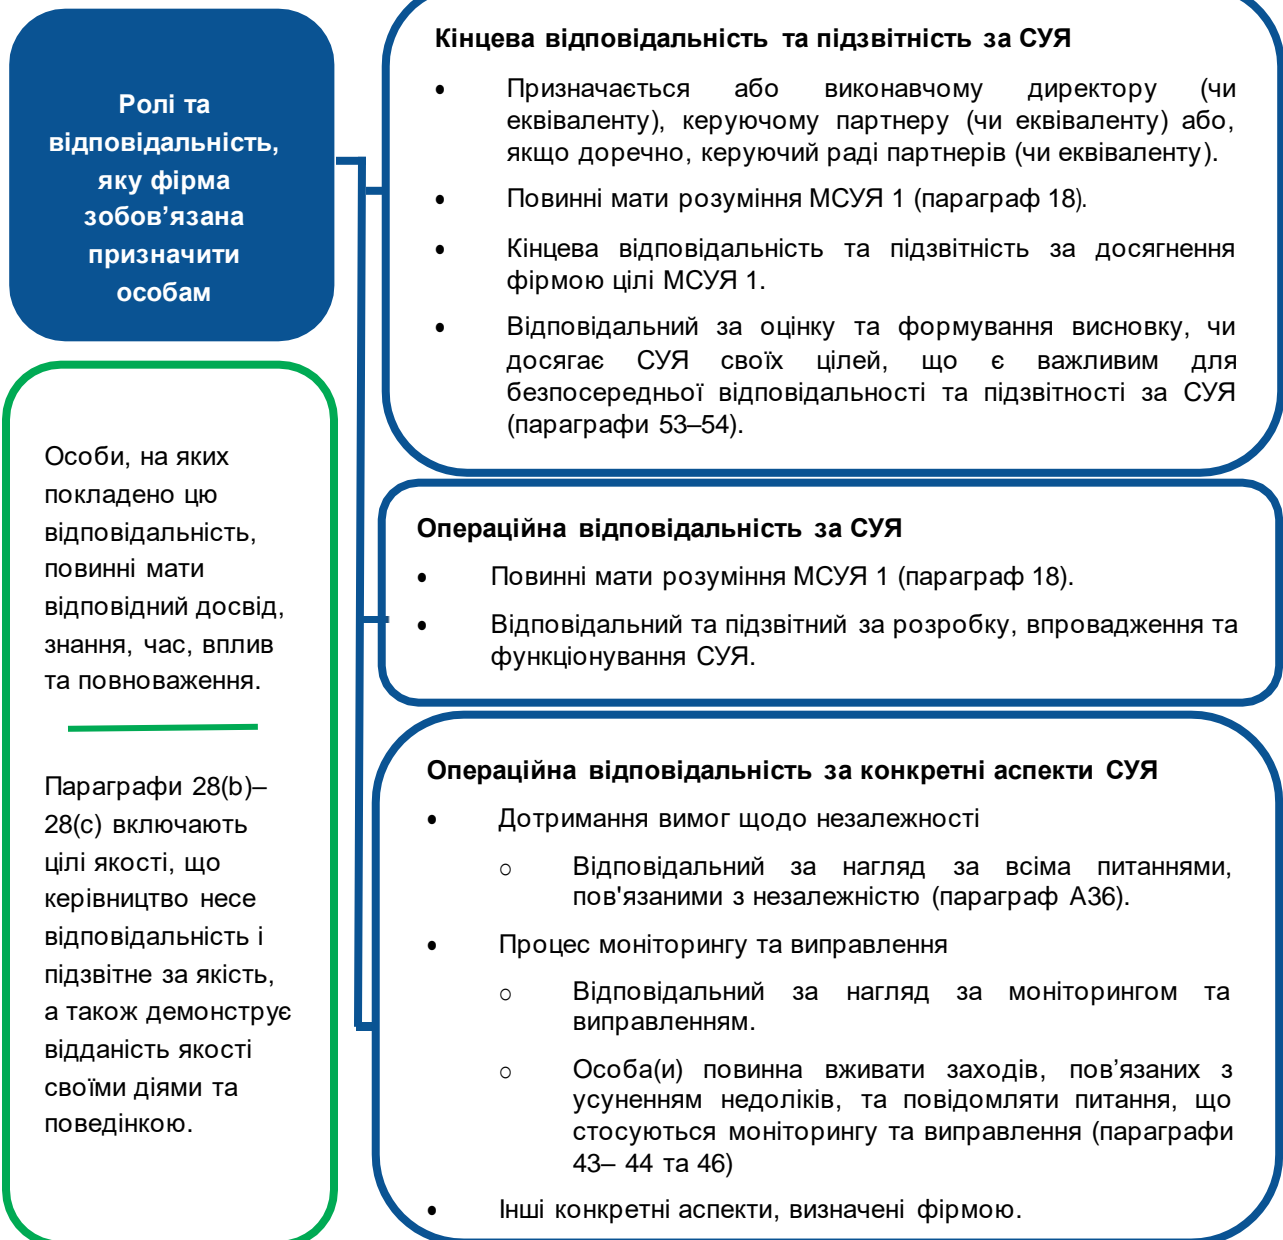 Ролі та
відповідальність,
яку фірма
зобов’язана
призначити
особам
Особи, на яких
покладено цю
відповідальність,
повинні мати
відповідний досвід,
знання, час, вплив
та повноваження.
Параграфи 28(b)–
28(c) включають
цілі якості, що
керівництво несе
відповідальність і
підзвітне за якість,
а також демонструє
відданість якості
своїми діями та
поведінкою.
Кінцева відповідальність та підзвітність за СУЯ
• Призначається або виконавчому директору (чи
еквіваленту), керуючому партнеру (чи еквіваленту) або,
якщо доречно, керуючий раді партнерів (чи еквіваленту).
• Повинні мати розуміння МСУЯ 1 (параграф 18).
• Кінцева відповідальність та підзвітність за досягнення
фірмою цілі МСУЯ 1.
• Відповідальний за оцінку та формування висновку, чи
досягає СУЯ своїх цілей, що є важливим для
безпосередньої відповідальності та підзвітності за СУЯ
(параграфи 53–54).
Операційна відповідальність за СУЯ
• Повинні мати розуміння МСУЯ 1 (параграф 18).
• Відповідальний та підзвітний за розробку, впровадження та
функціонування СУЯ.
Операційна відповідальність за конкретні аспекти СУЯ
• Дотримання вимог щодо незалежності
o Відповідальний за нагляд за всіма питаннями,
пов'язаними з незалежністю (параграф А36).
• Процес моніторингу та виправлення
o Відповідальний за нагляд за моніторингом та
виправленням.
o Особа(и) повинна вживати заходів, пов’язаних з
усуненням недоліків, та повідомляти питання, що
стосуються моніторингу та виправлення (параграфи
43– 44 та 46)
• Інші конкретні аспекти, визначені фірмою.